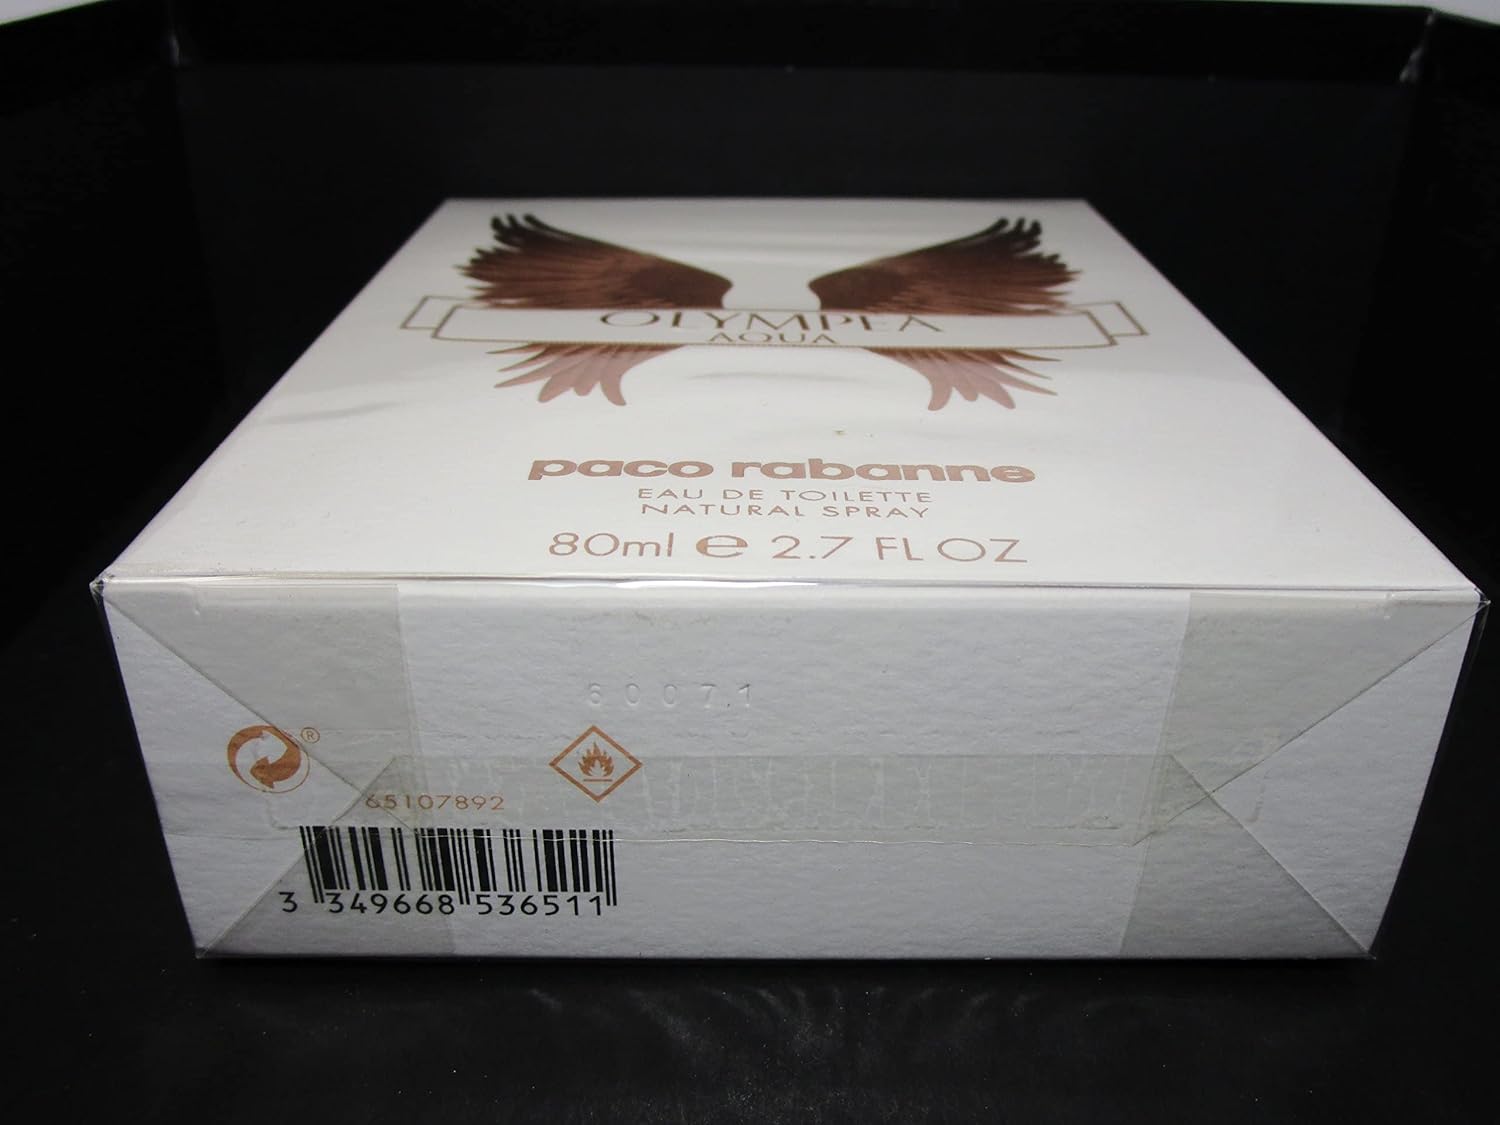 OLYMPEA
AQUA
paco rabanne
EAU DE TOILETTE
NATURAL SPRAY
80ml e 2.7 FL OZ
60071
®
65107892
3 349668 536511